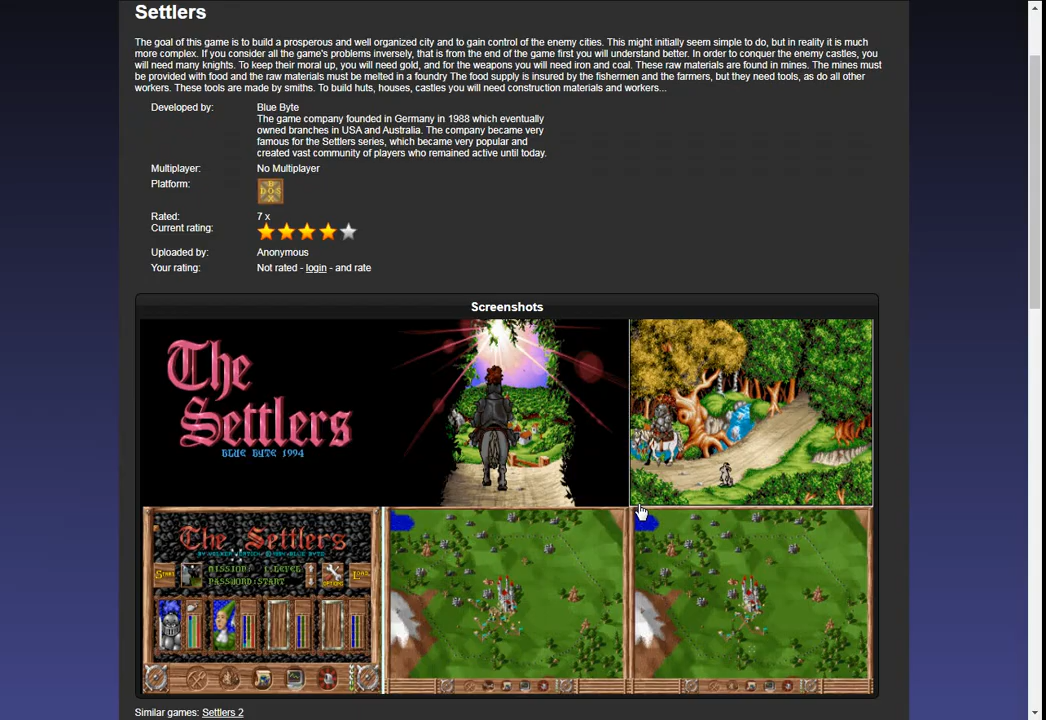 Settlers
The goal of this game is to build a prosperous and well organized city and to gain control of the enemy cities. This might initially seem simple to do, but in reality it is much
more complex. If you consider all the game's problems inversely, that is from the end of the game first you will understand better. In order to conquer the enemy castles, you
will need many knights. To keep their moral up, you will need gold, and for the weapons you will need iron and coal. These raw materials are found in mines. The mines must
be provided with food and the raw materials must be melted in a foundry The food supply is insured by the fishermen and the farmers, but they need tools, as do all other
workers. These tools are made by smiths. To build huts, houses, castles you will need construction materials and workers...
Developed by: Blue Byte
The game company founded in Germany in 1988 which eventually
owned branches in USA and Australia. The company became very
famous for the Settlers series, which became very popular and
created vast community of players who remained active until today.
Multiplayer: No Multiplayer
Platform:
DOS
BOX
Rated: 7 x
Current rating:
Uploaded by: Anonymous
Your rating: Not rated - login - and rate
Screenshots
The
Settlers
BLUE BYTE 1994
The Settlers
START MISSION: LEVEL: LOAD
PASSWORD:START OPTIONS
Similar games: Settlers 2